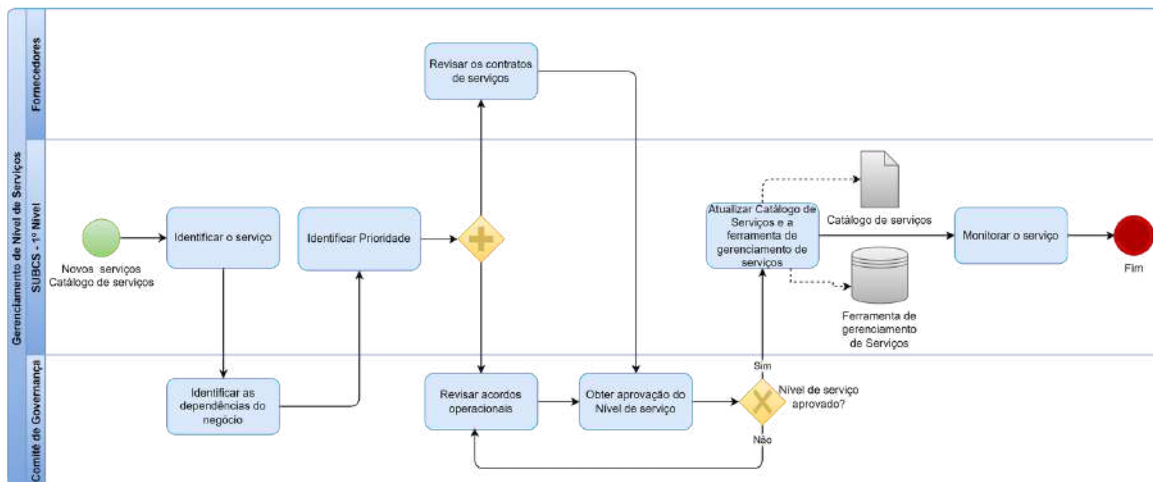 Gerenciamento de Nível de Serviços
Fornecedores
Revisar os contratos
de serviços
SUBCS - 1º Nível
Novos serviços
Catálogo de serviços
Identificar o serviço
Identificar Prioridade
Atualizar Catálogo de
Serviços e a
ferramenta de
gerenciamento de
serviços
Catálogo de serviços
Ferramenta de
gerenciamento
de Serviços
Monitorar o serviço
Fim
Comitê de Governança
Identificar as
dependências do
negócio
Revisar acordos
operacionais
Obter aprovação do
Nível de serviço
Sim
Nível de serviço
aprovado?
Não